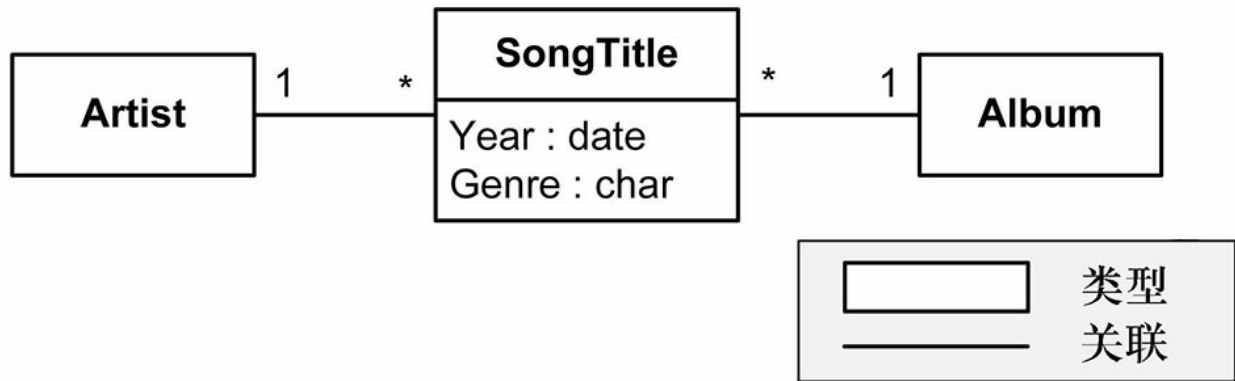 Artist
1
*
SongTitle
Year : date
Genre : char
*
1
Album
类型
关联